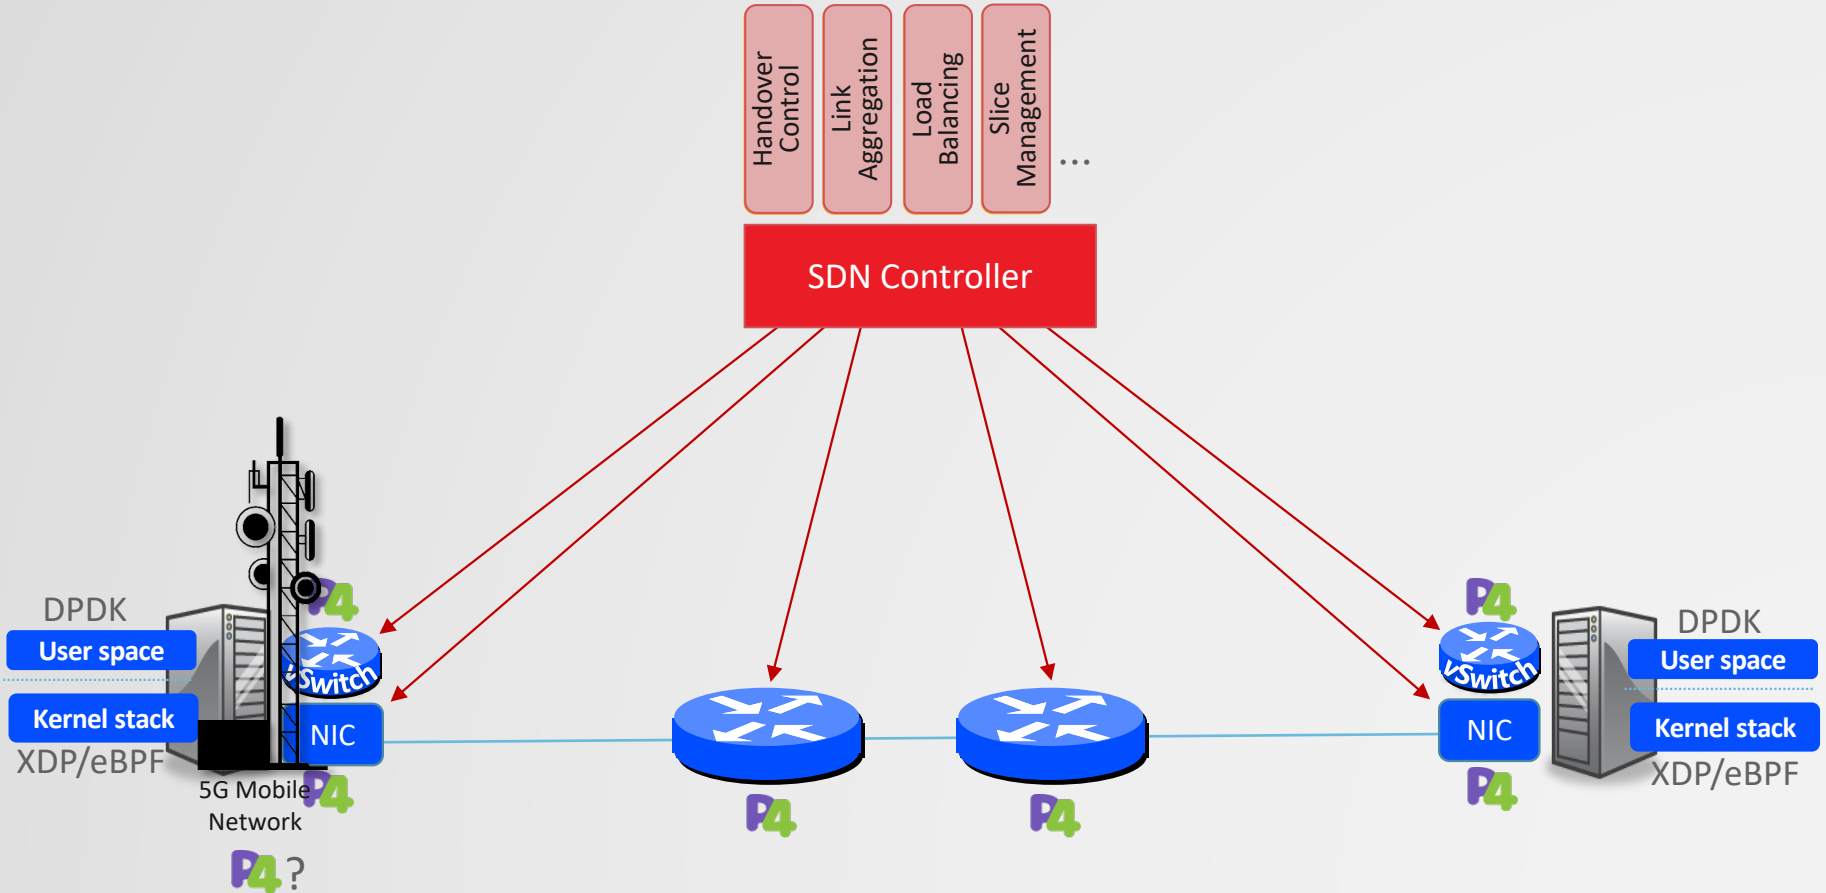 Handover
Control
Link
Aggregation
Load
Balancing
Slice
Management
...
SDN Controller
P4
P4
DPDK
User space
vSwitch
Kernel stack
NIC
XDP/eBPF
5G Mobile
Network
P4
P4?
P4
P4
vSwitch
NIC
P4
DPDK
User space
Kernel stack
XDP/eBPF